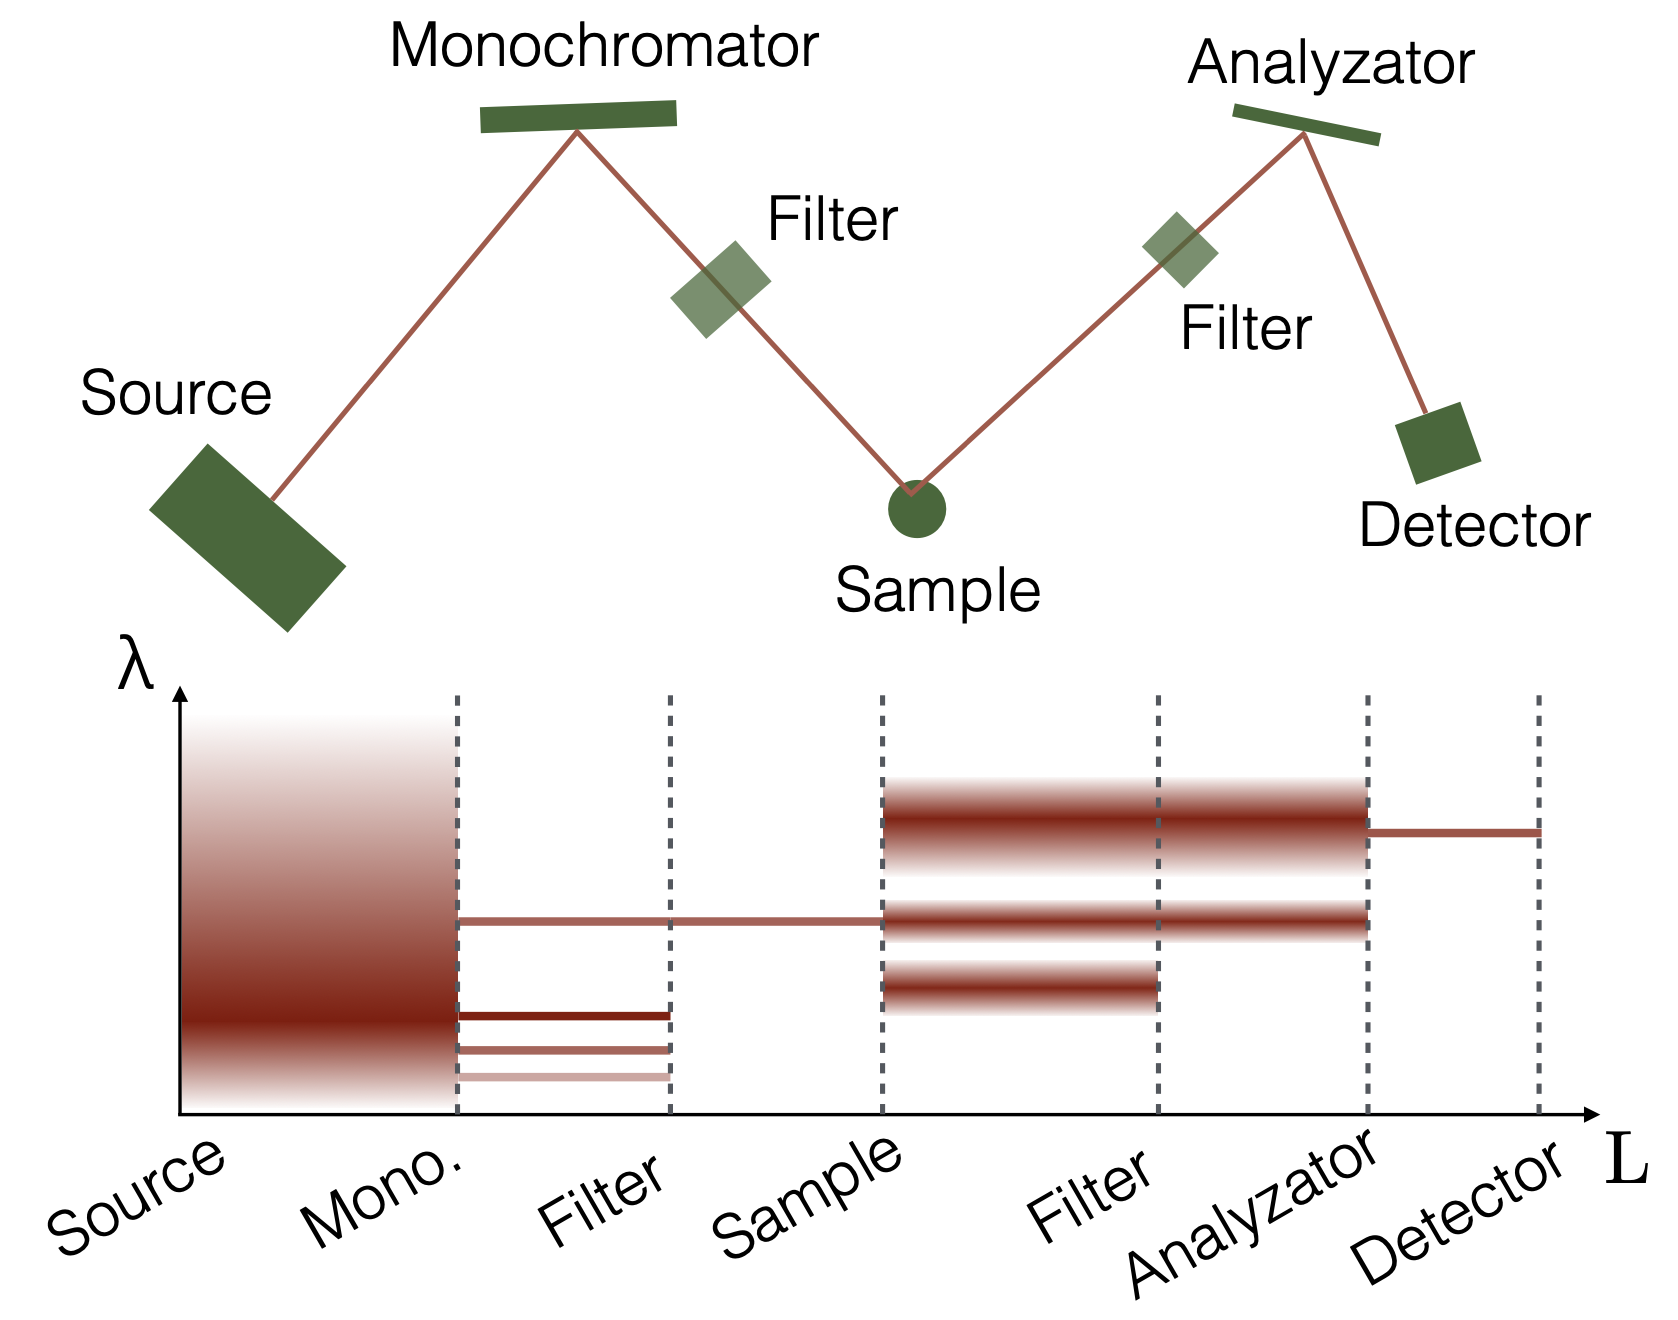 Monochromator
Analyzator
Filter
Filter
Source
Detector
Sample
λ
Source
Mono.
Filter
Sample
Filter
Analyzator
Detector
L